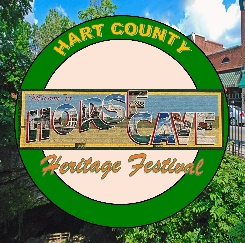 HART COUNTY
HORSE CAVE
Heritage Festival